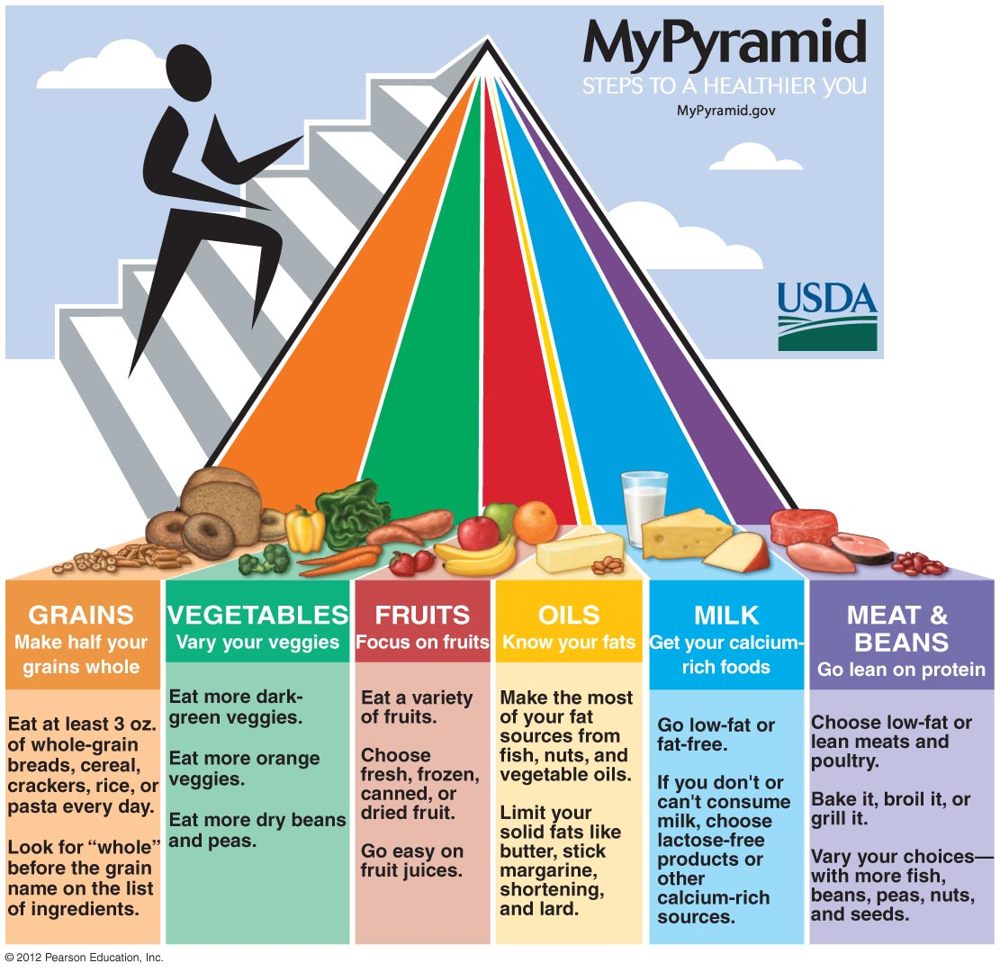 MyPyramid
STEPS TO A HEALTHIER YOU
MyPyramid.gov
USDA
GRAINS
Make half your
grains whole
Eat at least 3 oz.
of whole-grain
breads, cereal,
crackers, rice, or
pasta every day.
Look for “whole”
before the grain
name on the list
of ingredients.
VEGETABLES
Vary your veggies
Eat more dark-
green veggies.
Eat more orange
veggies.
Eat more dry beans
and peas.
FRUITS
Focus on fruits
Eat a variety
of fruits.
Choose
fresh, frozen,
canned, or
dried fruit.
Go easy on
fruit juices.
OILS
Know your fats
Make the most
of your fat
sources from
fish, nuts, and
vegetable oils.
Limit your
solid fats like
butter, stick
margarine,
shortening,
and lard.
MILK
Get your calcium-
rich foods
Go low-fat or
fat-free.
If you don't or
can't consume
milk, choose
lactose-free
products or
other
calcium-rich
sources.
MEAT &
BEANS
Go lean on protein
Choose low-fat or
lean meats and
poultry.
Bake it, broil it, or
grill it.
Vary your choices—
with more fish,
beans, peas, nuts,
and seeds.
© 2012 Pearson Education, Inc.